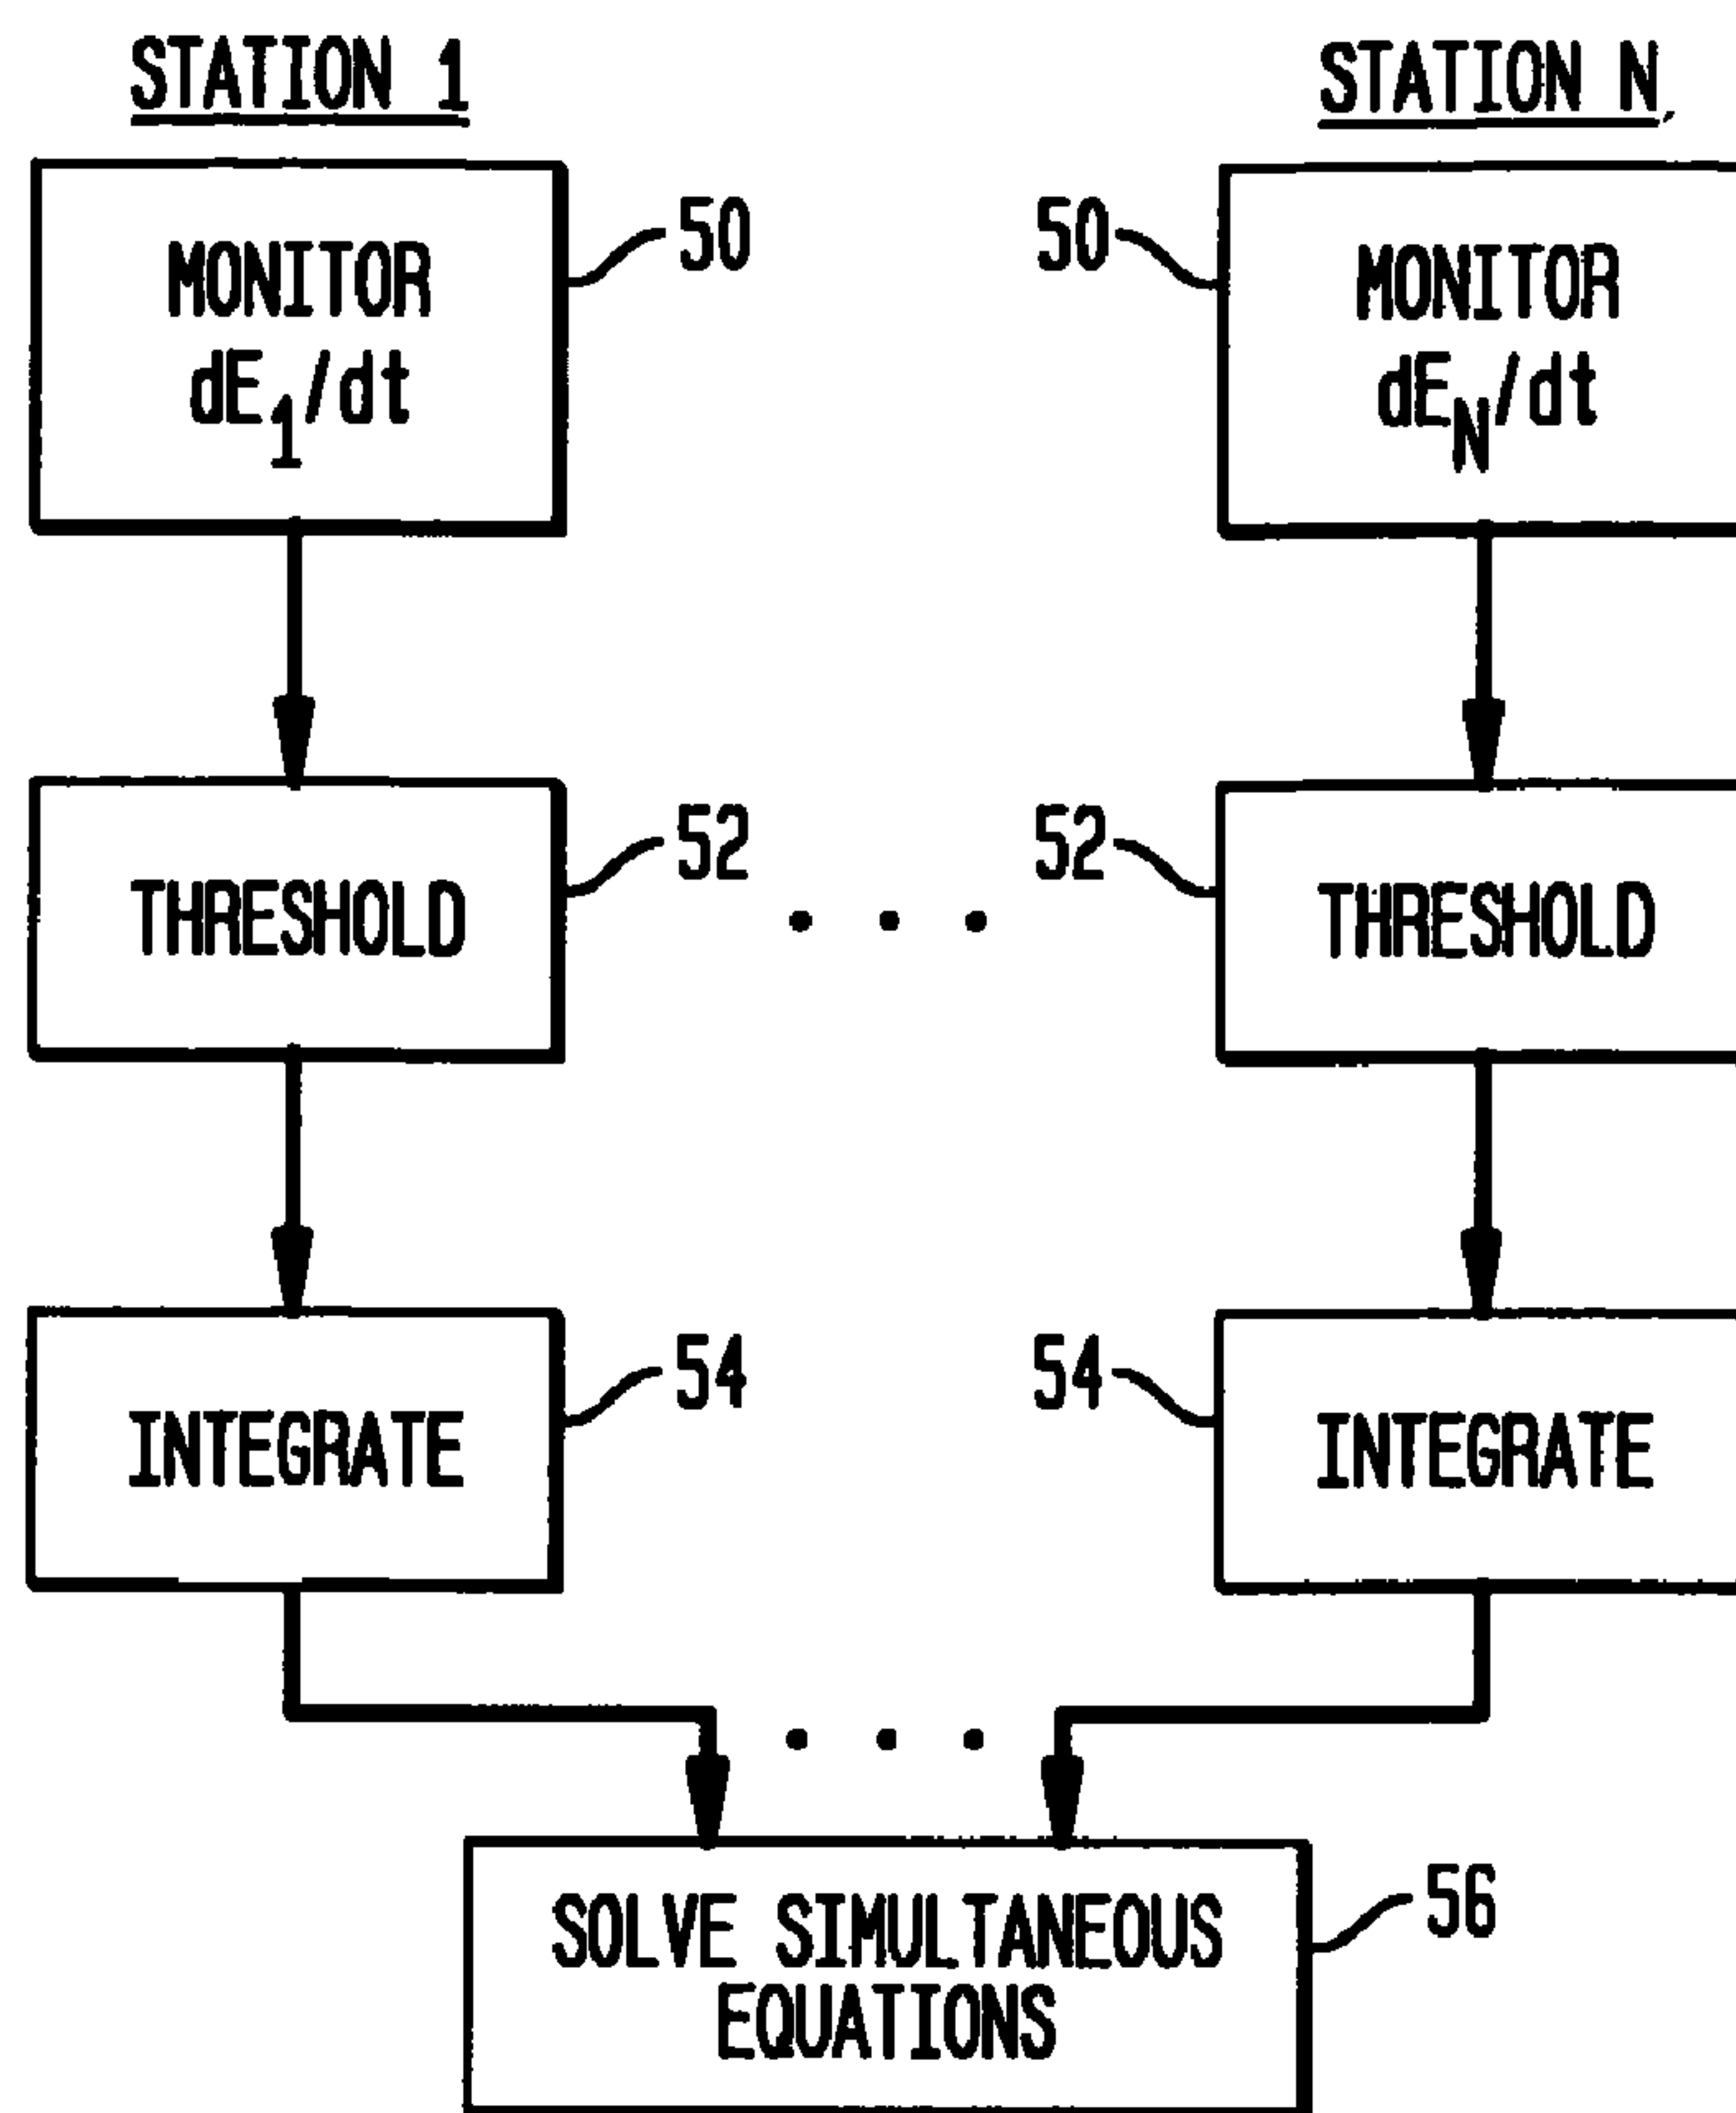 STATION 1
STATION N
MONITOR
dE1/dt
50
50
MONITOR
dEN/dt
THRESHOLD
52
52
THRESHOLD
. . .
INTEGRATE
54
54
INTEGRATE
. . .
SOLVE SIMULTANEOUS
EQUATIONS
56